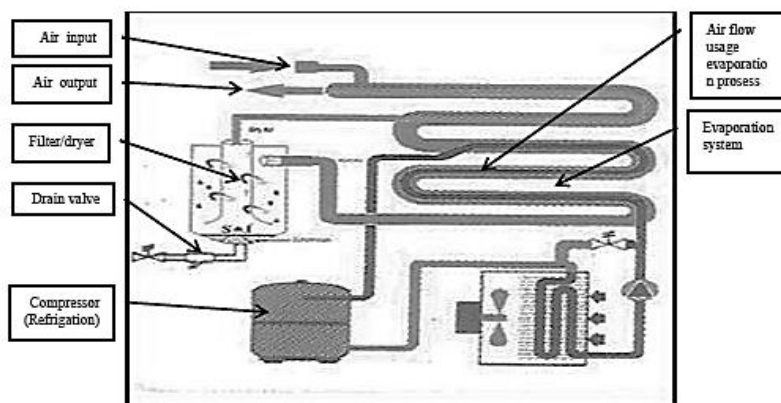 Air input
Air output
Filter/dryer
Drain valve
Compressor
(Refrigation)
Air flow
usage
evaporatio
n prosess
Evaporation
system
Dry Air
S&I